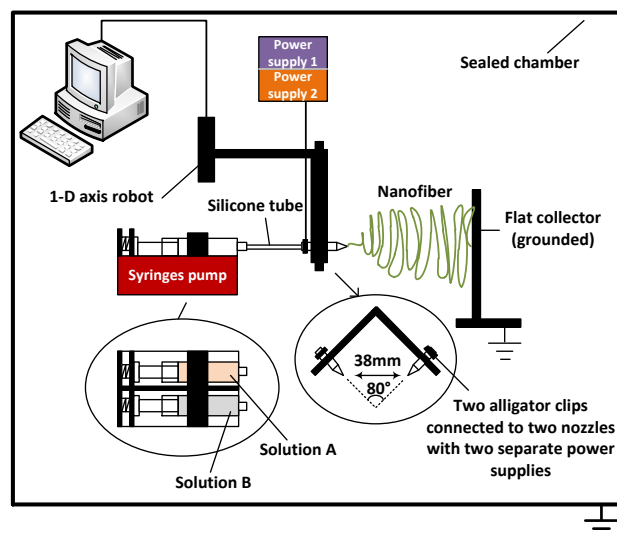 Power
supply 1
Power
supply 2
Sealed chamber
1-D axis robot
Silicone tube
Nanofiber
Flat collector
(grounded)
Syringes pump
38mm
80°
Two alligator clips
connected to two nozzles
with two separate power
supplies
Solution A
Solution B